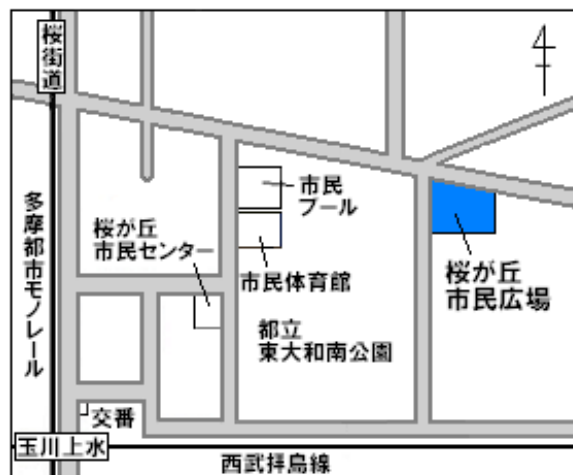 桜街道
市民
プール
桜が丘
市民センター
多摩都市モノレール
市民体育館
桜が丘
市民広場
都立
東大和南公園
交番
玉川上水
西武拝島線